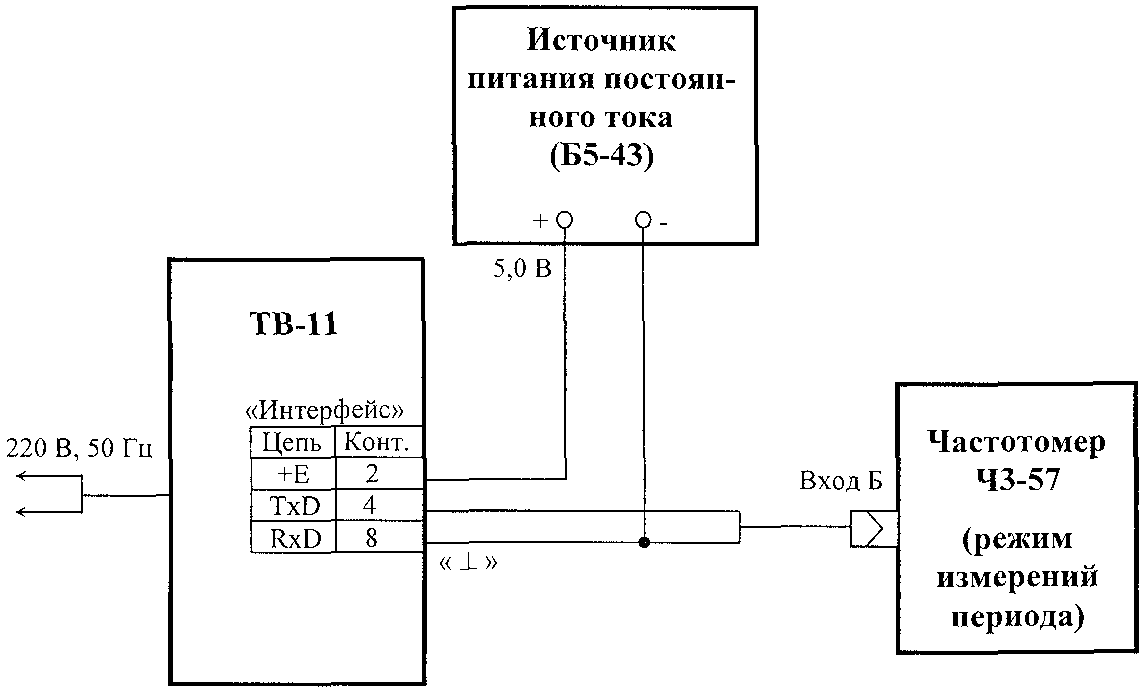 Источник
питания постоян-
ного тока
(Б5-43)
+ -
5,0 В
ТВ-11
«Интерфейс»
Цепь Конт.
+Е 2
TxD 4
RxD 8
« ⊥ »
220 В, 50 Гц
Вход Б
Частотомер
Ч3-57
(режим
измерений
периода)